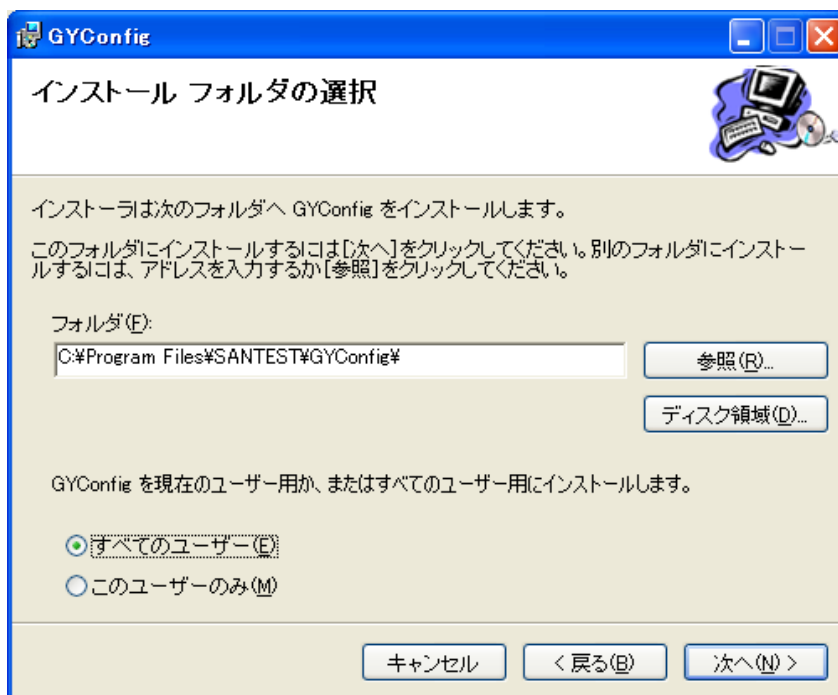 GYConfig
インストール フォルダの選択
インストーラは次のフォルダへ GYConfig をインストールします。
このフォルダにインストールするには[次へ]をクリックしてください。別のフォルダにインストー
ルするには、アドレスを入力するか[参照]をクリックしてください。
フォルダ(F):
C:¥Program Files¥SANTEST¥GYConfig¥
参照(R)...
ディスク領域(D)...
GYConfig を現在のユーザー用か、またはすべてのユーザー用にインストールします。
すべてのユーザー(E)
このユーザーのみ(M)
キャンセル
< 戻る(B)
次へ(N) >